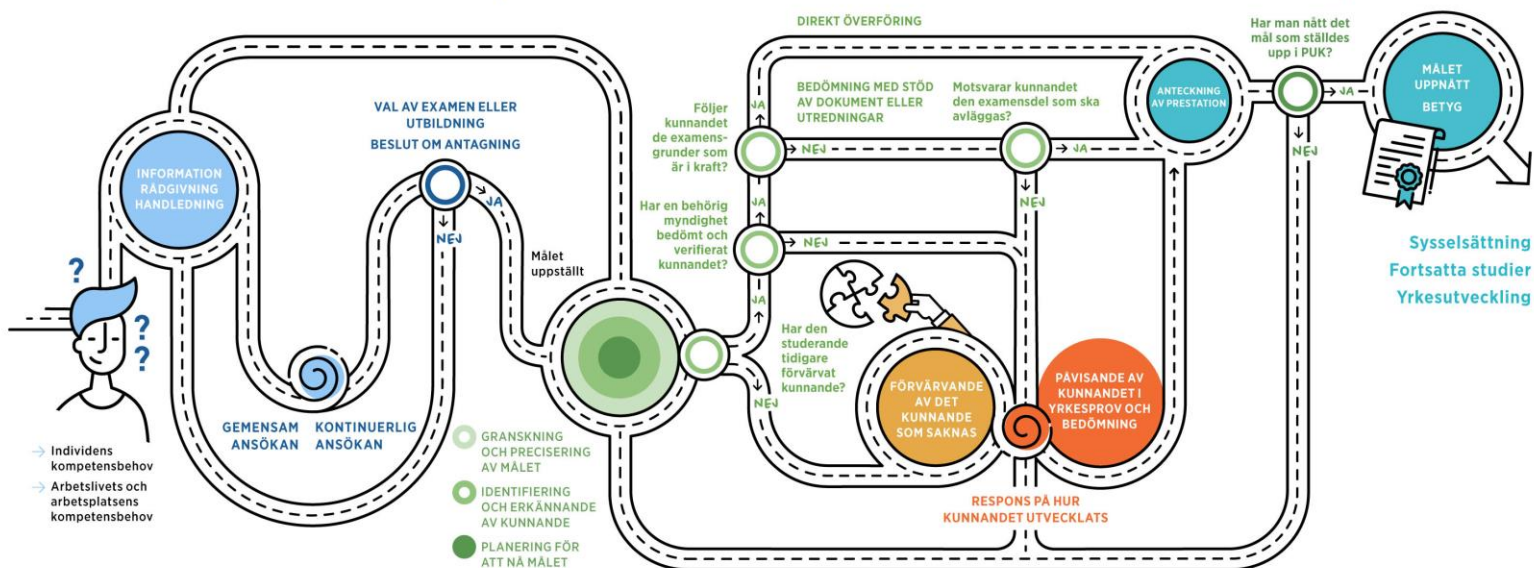 ?
?
?
→ Individens
kompetensbehov
→ Arbetslivets och
arbetsplatsens
kompetensbehov
INFORMATION
RÅDGIVNING
HANDLEDNING
GEMENSAM
ANSÖKAN
KONTINUERLIG
ANSÖKAN
VAL AV EXAMEN ELLER
UTBILDNING
BESLUT OM ANTAGNING
→ JA
→ NEJ
Målet
uppställt
GRANSKNING
OCH PRECISERING
AV MÅLET
IDENTIFIERING
OCH ERKÄNNANDE
AV KUNNANDE
PLANERING FÖR
ATT NÅ MÅLET
Har den
studerande
tidigare
förvärvat
kunnande?
→ JA
→ NEJ
Har en behörig
myndighet
bedömt och
verifierat
kunnandet?
→ JA
→ NEJ
Följer
kunnandet
de examens-
grunder som
är i kraft?
→ JA
→ NEJ
DIREKT ÖVERFÖRING
BEDÖMNING MED STÖD
AV DOKUMENT ELLER
UTREDNINGAR
Motsvarar kunnandet
den examensdel som ska
avläggas?
→ JA
→ NEJ
FÖRVÄRVANDE
AV DET
KUNNANDE
SOM SAKNAS
PÅVISANDE AV
KUNNANDET I
YRKESPROV OCH
BEDÖMNING
RESPONS PÅ HUR
KUNNANDET UTVECKLATS
ANTECKNING
AV PRESTATION
Har man nått det
mål som ställdes
upp i PUK?
→ JA
→ NEJ
MÅLET
UPPNÅTT
BETYG
Sysselsättning
Fortsatta studier
Yrkesutveckling